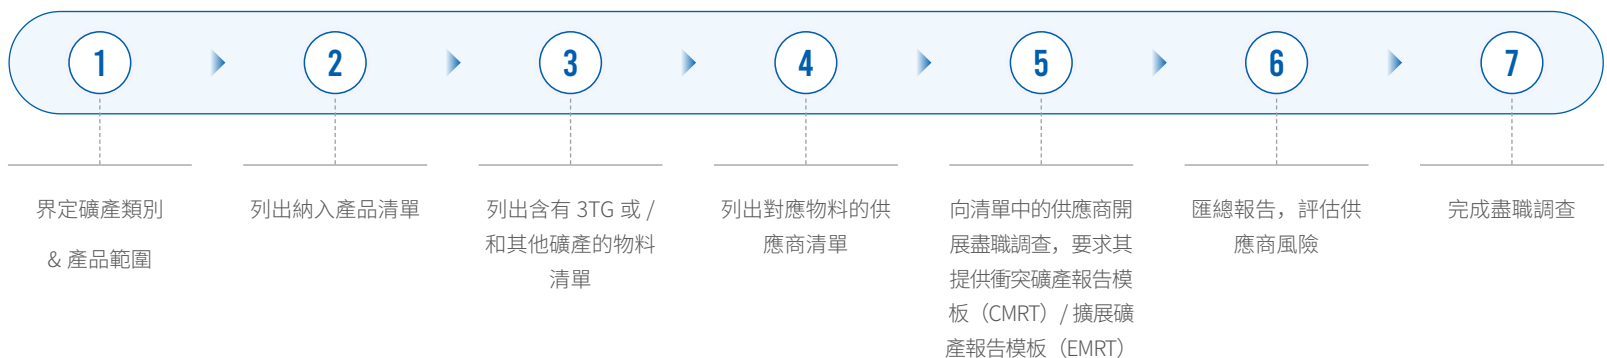 1
2
3
4
5
6
7
界定礦產類別
& 產品範圍
列出納入產品清單
列出含有 3TG 或 /
和其他礦產的物料
清單
列出對應物料的供
應商清單
向清單中的供應商開
展盡職調查，要求其
提供衝突礦產報告模
板（CMRT）/ 擴展礦
產報告模板（EMRT）
匯總報告，評估供
應商風險
完成盡職調查